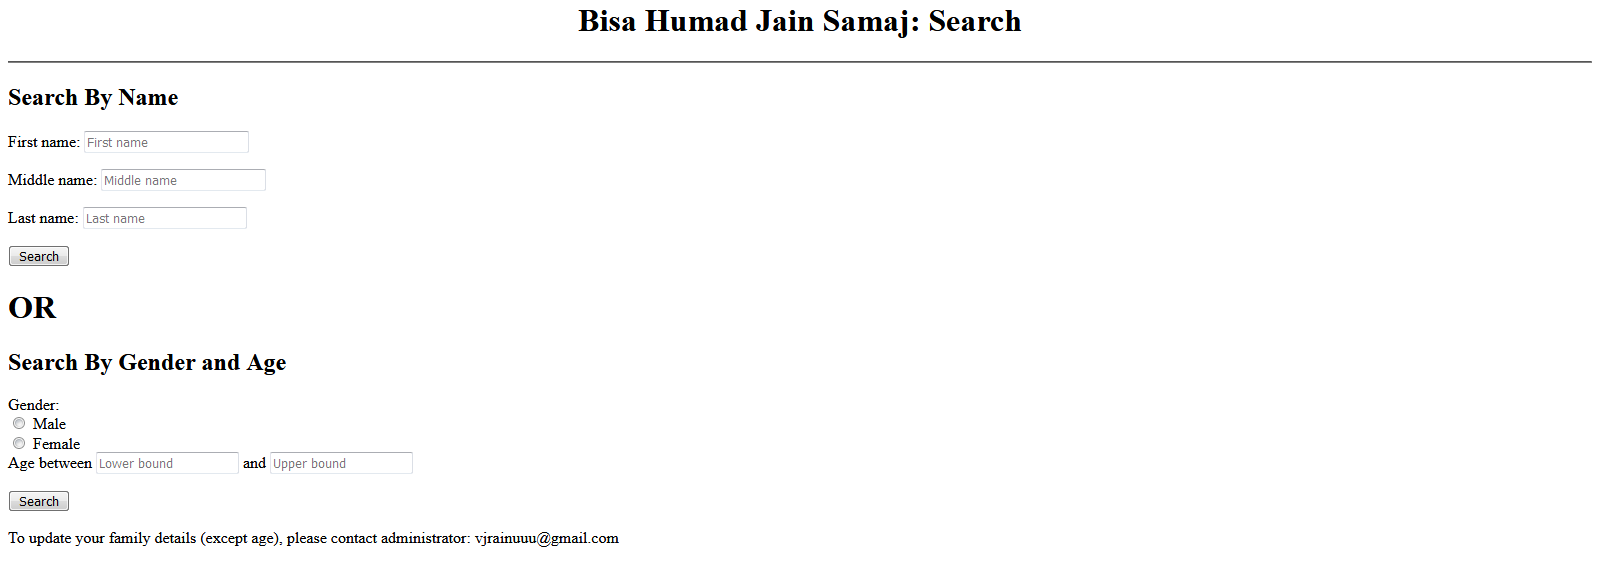 Bisa Humad Jain Samaj: Search
Search By Name
First name: First name
Middle name: Middle name
Last name: Last name
Search
OR
Search By Gender and Age
Gender:
Male
Female
Age between Lower bound and Upper bound
Search
To update your family details (except age), please contact administrator: vjrainuuu@gmail.com